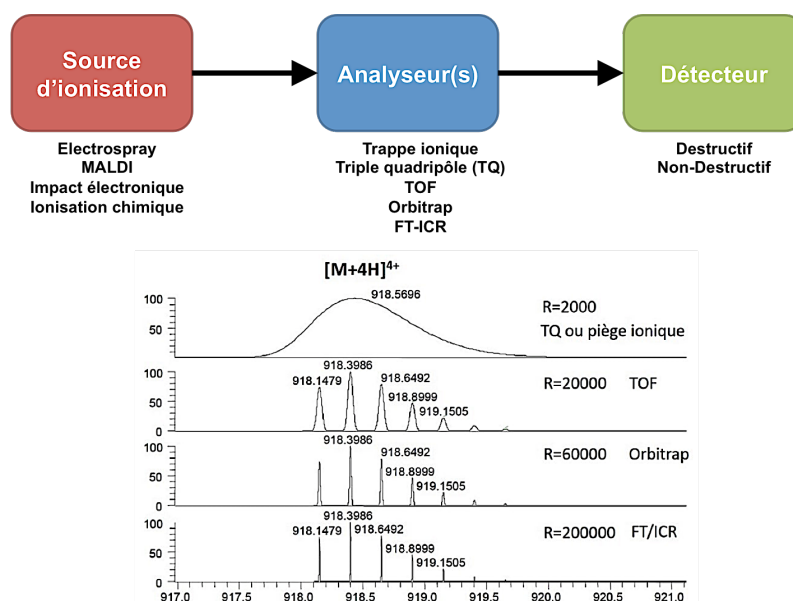 Source
d'ionisation
Analyseur(s)
Détecteur
Electrospray
MALDI
Impact électronique
Ionisation chimique
Trappe ionique
Triple quadripôle (TQ)
TOF
Orbitrap
FT-ICR
Destructif
Non-Destructif
[M+4H]4+
100
50
918.5696
R=2000
TQ ou piège ionique
100
50
0
918.1479
918.3986
918.6492
918.8999
919.1505
R=20000 TOF
100
50
0
918.3986
918.6492
918.8999
919.1505
R=60000 Orbitrap
100
50
0
918.1479
918.3986
918.6492
918.8999
919.1505
R=200000 FT/ICR
917.0 917.5 918.0 918.5 919.0 919.5 920.0 920.5 921.0